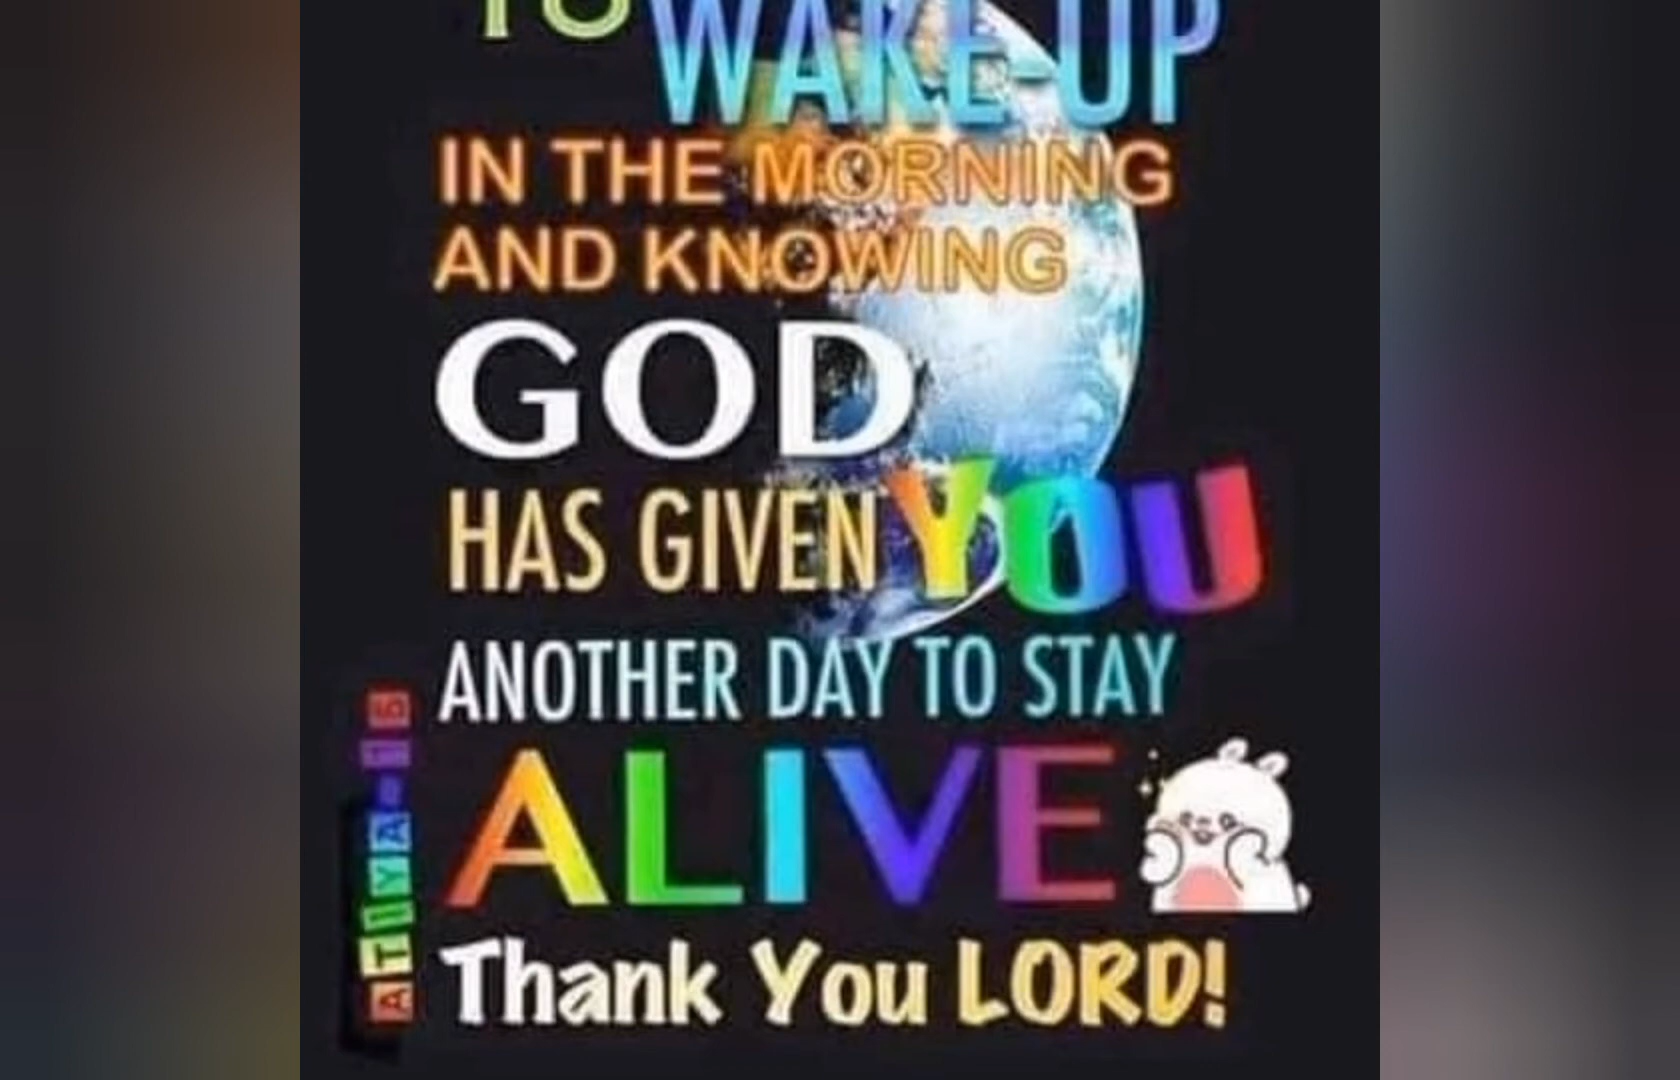 TO WAKE UP
IN THE MORNING
AND KNOWING
GOD
HAS GIVEN YOU
ANOTHER DAY TO STAY
ALIVE
Thank You LORD!